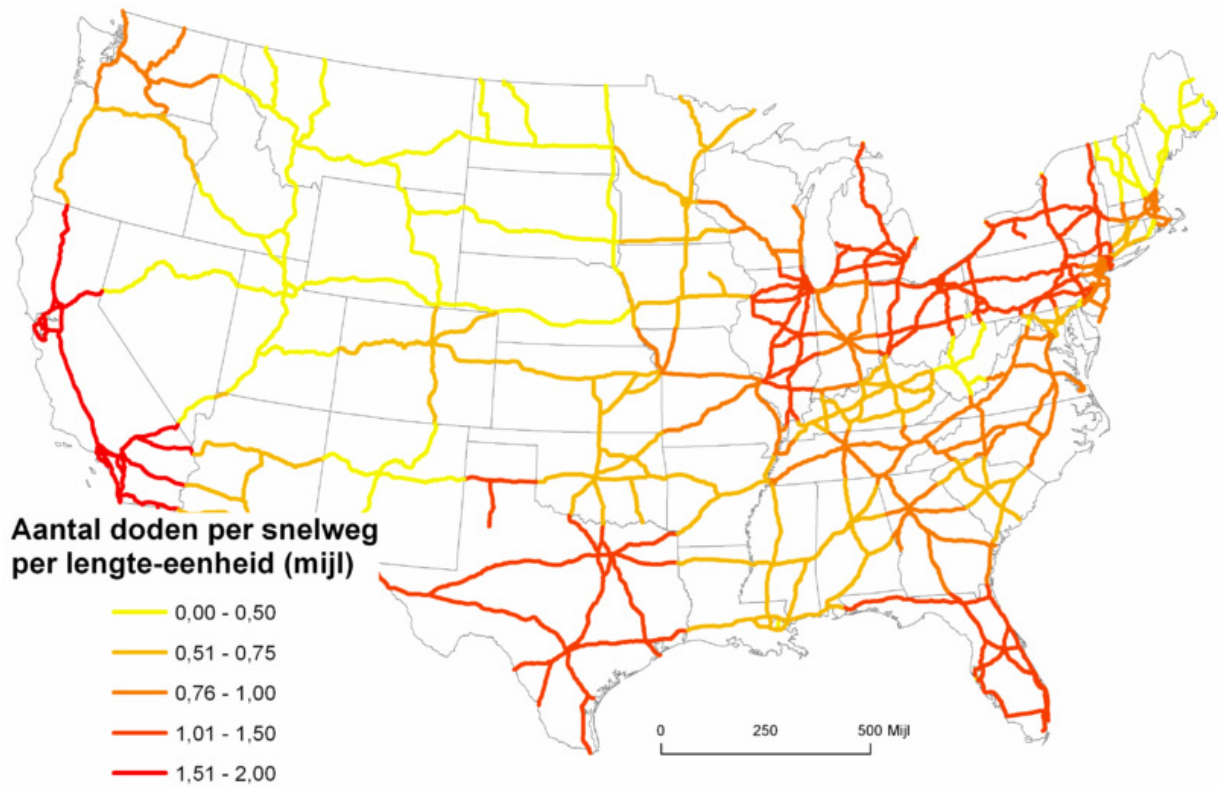 Aantal doden per snelweg
per lengte-eenheid (mijl)
0,00 - 0,50
0,51 - 0,75
0,76 - 1,00
1,01 - 1,50
1,51 - 2,00
0 250 500 Mijl